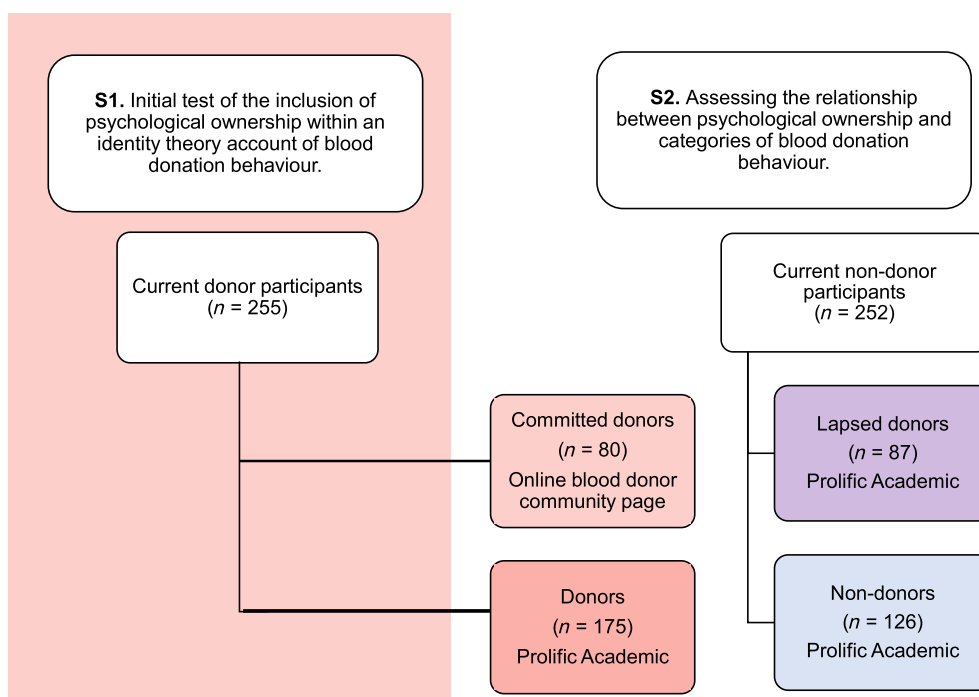 S1. Initial test of the inclusion of
psychological ownership within an
identity theory account of blood
donation behaviour.
S2. Assessing the relationship
between psychological ownership and
categories of blood donation
behaviour.
Current donor participants
(n = 255)
Current non-donor
participants
(n = 252)
Committed donors
(n = 80)
Online blood donor
community page
Lapsed donors
(n = 87)
Prolific Academic
Donors
(n = 175)
Prolific Academic
Non-donors
(n = 126)
Prolific Academic